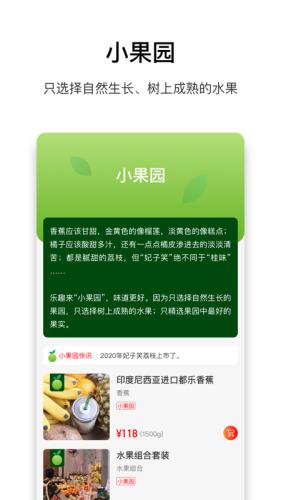 小果园
只选择自然生长、树上成熟的水果
小果园
香蕉应该甘甜，金黄色的像榴莲，淡黄色的像糕点；
橘子应该酸甜多汁，还有一点点橘皮渗进去的淡淡清
苦；都是腻甜的荔枝，但“妃子笑”绝不同于“桂味”
……
乐趣来“小果园”，味道更好。因为只选择自然生长的
果园，只选择树上成熟的水果；只精选果园中最好的
果实。
小果园快讯 2020年妃子笑荔枝上市了。
印度尼西亚进口都乐香蕉
香蕉
小果园
¥118 (1500g)
水果组合套装
水果组合
小果园